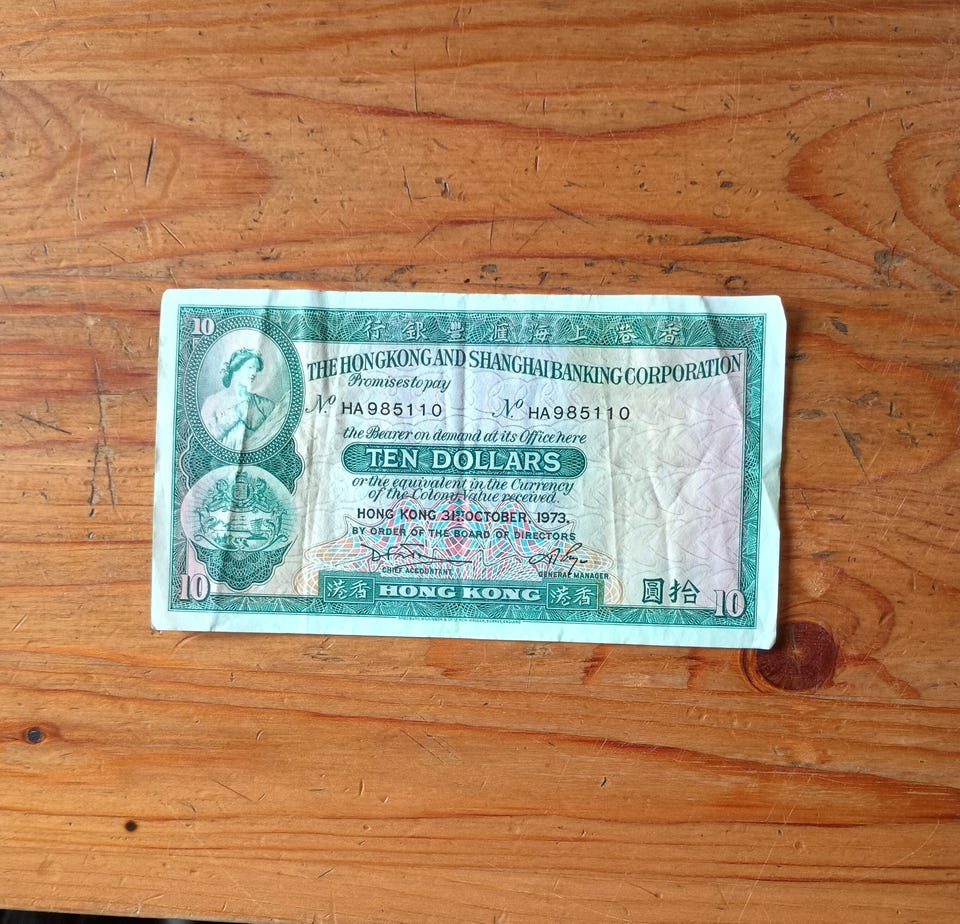 10
行銀豐滙海上港香
THE HONGKONG AND SHANGHAI BANKING CORPORATION
Promises to pay
No HA985110 No HA985110
the Bearer on demand at its Office here
TEN DOLLARS
or the equivalent in the Currency
of the Colony Value received.
HONG KONG 31ST OCTOBER, 1973.
BY ORDER OF THE BOARD OF DIRECTORS
CHIEF ACCOUNTANT GENERAL MANAGER
10 港香 HONG KONG 港香 圓拾 10